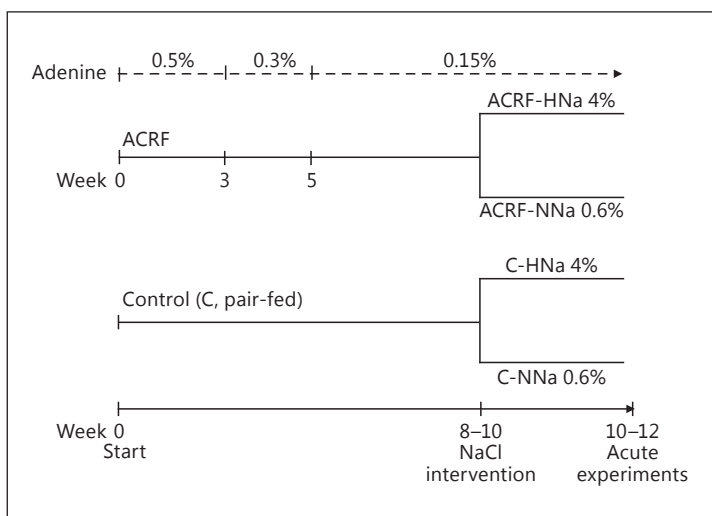 0.5% 0.3% 0.15%
Adenine
ACRF-HNa 4%
ACRF
Week 0 3 5
ACRF-NNa 0.6%
C-HNa 4%
Control (C, pair-fed)
C-NNa 0.6%
Week 0 8–10 10–12
Start NaCl Acute
intervention experiments